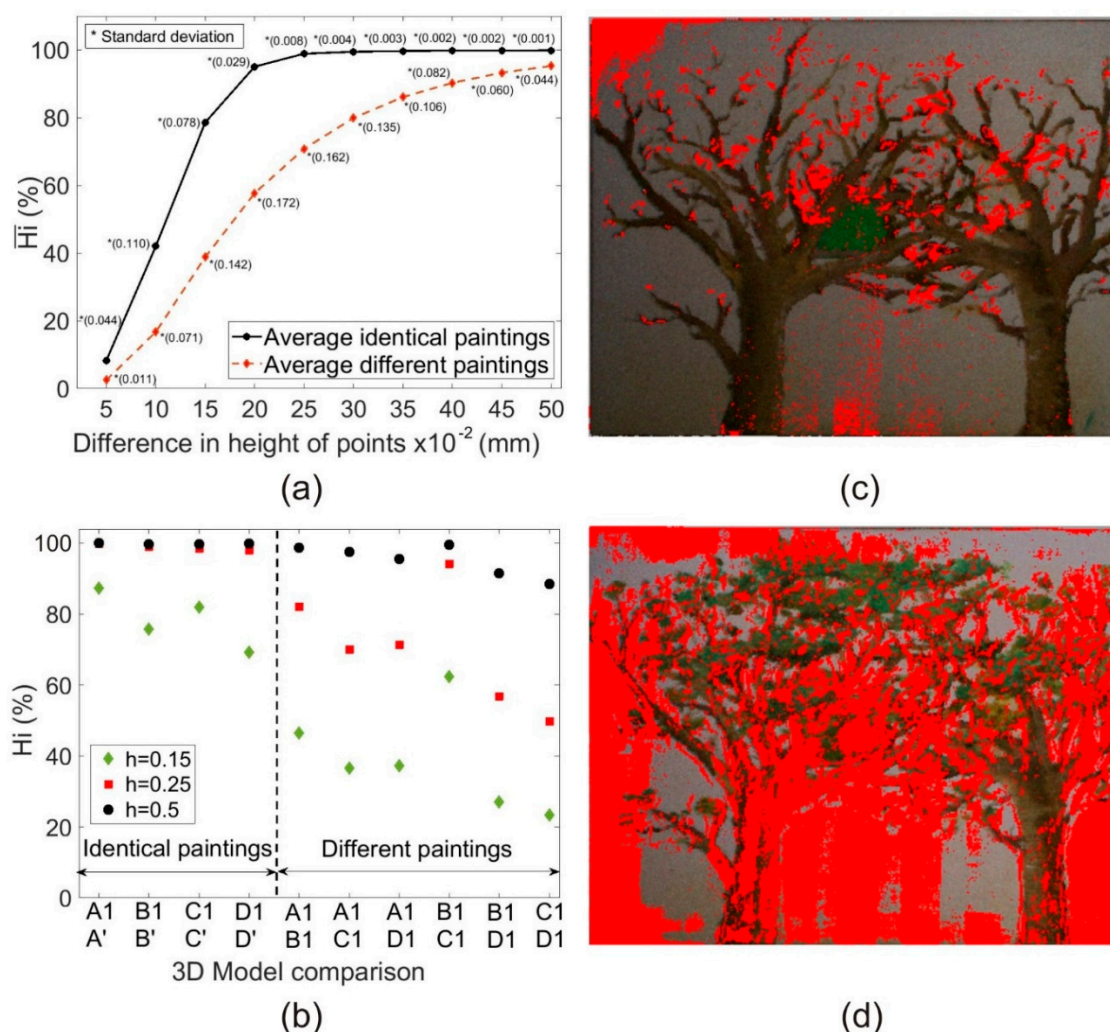 * Standard deviation
*(0.044)
*(0.110)
*(0.078)
*(0.029)
*(0.008)
*(0.004)
*(0.003)
*(0.002)
*(0.002)
*(0.001)
*(0.011)
*(0.071)
*(0.142)
*(0.172)
*(0.162)
*(0.135)
*(0.106)
*(0.082)
*(0.060)
*(0.044)
100
80
60
40
20
0
H̅i̅ (%)
Average identical paintings
Average different paintings
5 10 15 20 25 30 35 40 45 50
Difference in height of points x10⁻² (mm)
(a)
(c)
100
80
60
40
20
0
Hi (%)
h=0.15
h=0.25
h=0.5
Identical paintings
Different paintings
A1 B1 C1 D1 A1 A1 A1 B1 B1 C1
A' B' C' D' B1 C1 D1 C1 D1 D1
3D Model comparison
(b)
(d)